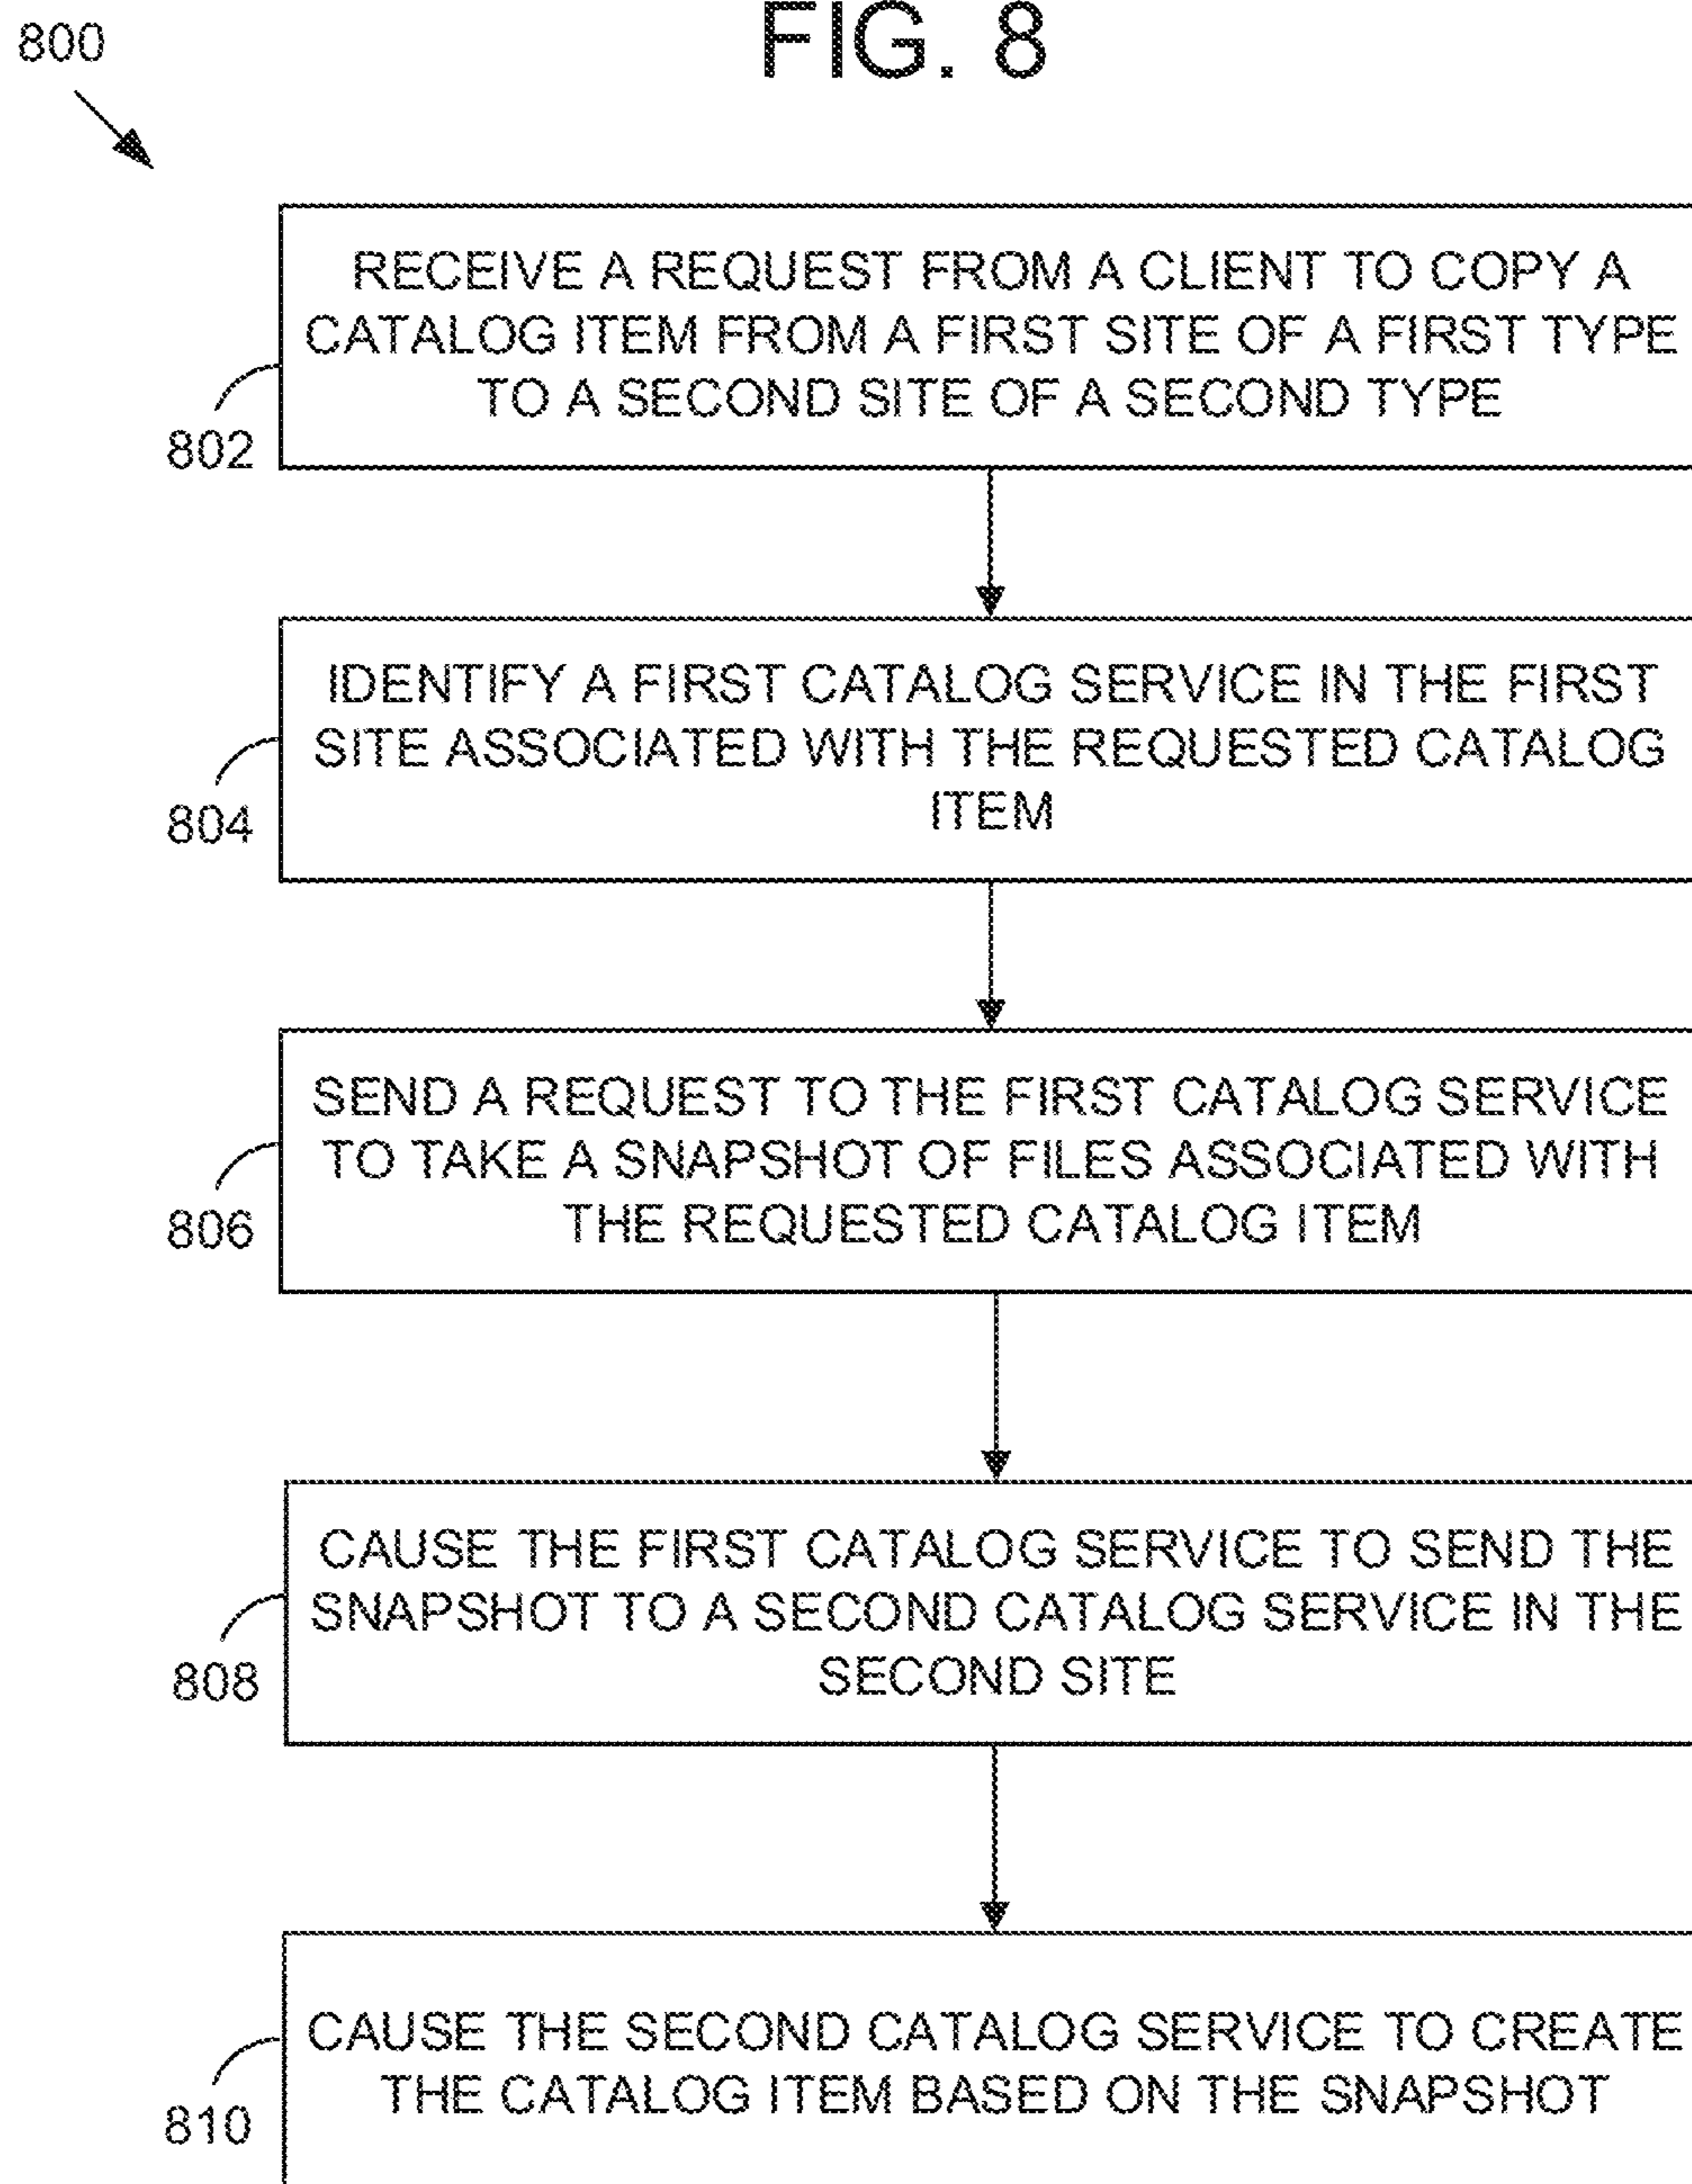 FIG. 8
800
RECEIVE A REQUEST FROM A CLIENT TO COPY A
CATALOG ITEM FROM A FIRST SITE OF A FIRST TYPE
TO A SECOND SITE OF A SECOND TYPE
802
IDENTIFY A FIRST CATALOG SERVICE IN THE FIRST
SITE ASSOCIATED WITH THE REQUESTED CATALOG
ITEM
804
SEND A REQUEST TO THE FIRST CATALOG SERVICE
TO TAKE A SNAPSHOT OF FILES ASSOCIATED WITH
THE REQUESTED CATALOG ITEM
806
CAUSE THE FIRST CATALOG SERVICE TO SEND THE
SNAPSHOT TO A SECOND CATALOG SERVICE IN THE
SECOND SITE
808
CAUSE THE SECOND CATALOG SERVICE TO CREATE
THE CATALOG ITEM BASED ON THE SNAPSHOT
810